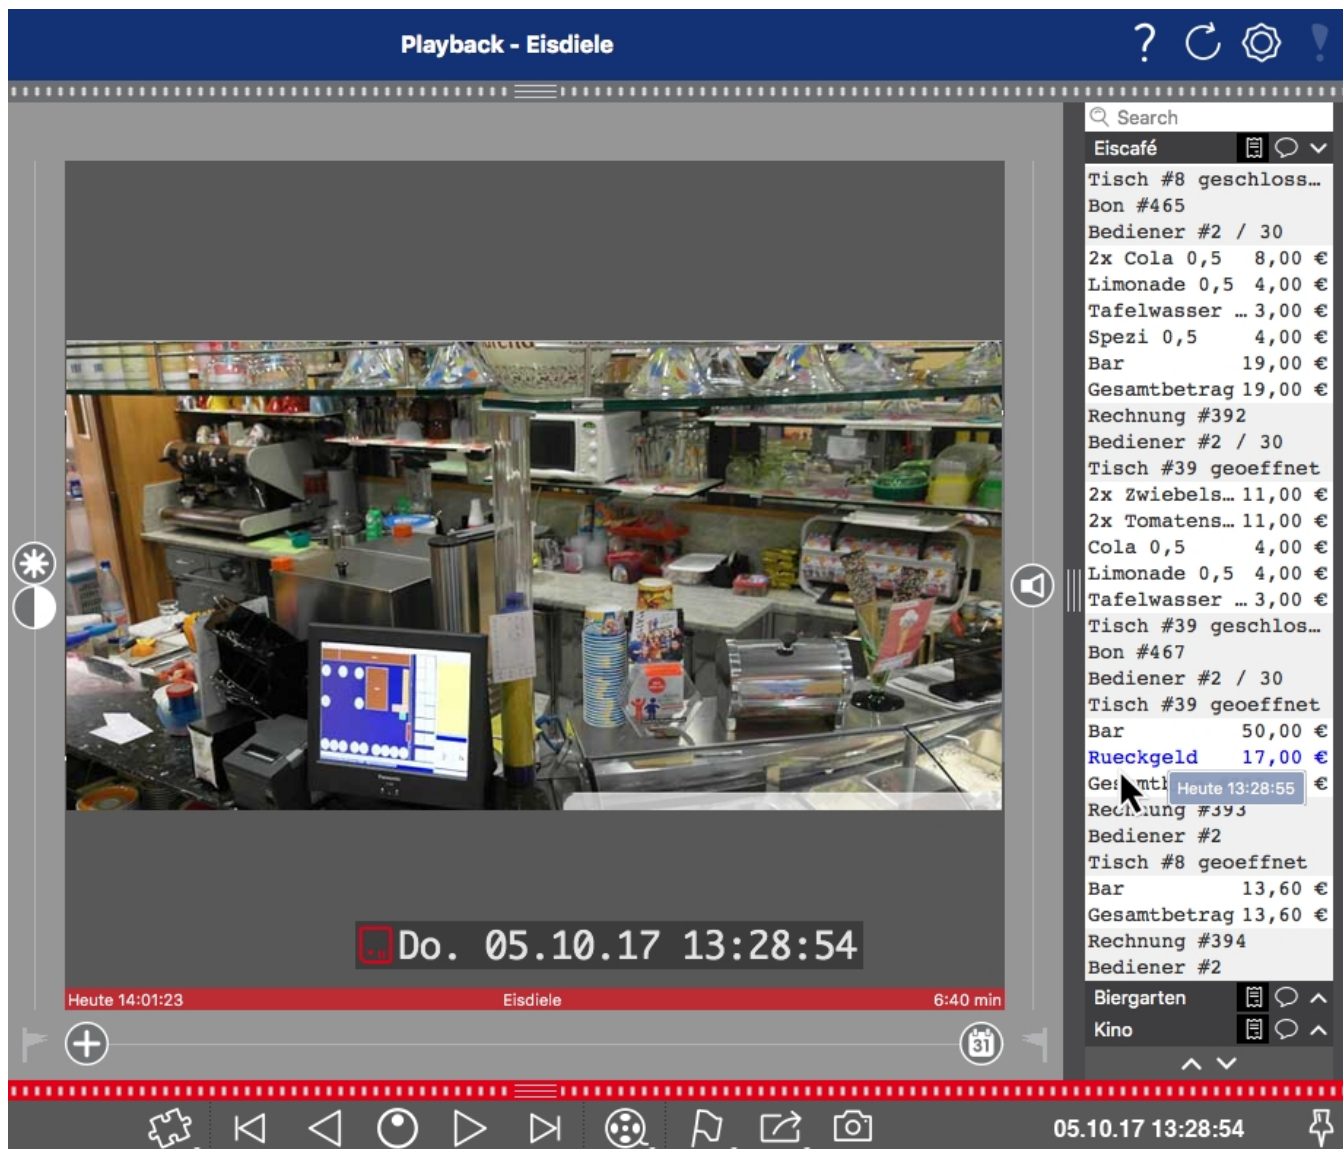 Playback - Eisdiele
Search
Eiscafé
Tisch #8 geschloss…
Bon #465
Bediener #2 / 30
2x Cola 0,5 8,00 €
Limonade 0,5 4,00 €
Tafelwasser … 3,00 €
Spezi 0,5 4,00 €
Bar 19,00 €
Gesamtbetrag 19,00 €
Rechnung #392
Bediener #2 / 30
Tisch #39 geoeffnet
2x Zwiebels… 11,00 €
2x Tomatens… 11,00 €
Cola 0,5 4,00 €
Limonade 0,5 4,00 €
Tafelwasser … 3,00 €
Tisch #39 geschlos…
Bon #467
Bediener #2 / 30
Tisch #39 geoeffnet
Bar 50,00 €
Rueckgeld 17,00 €
€
Heute 13:28:55
Rechnung #393
Bediener #2
Tisch #8 geoeffnet
Bar 13,60 €
Gesamtbetrag 13,60 €
Rechnung #394
Bediener #2
Biergarten
Kino
Do. 05.10.17 13:28:54
Heute 14:01:23 Eisdiele 6:40 min
31
05.10.17 13:28:54